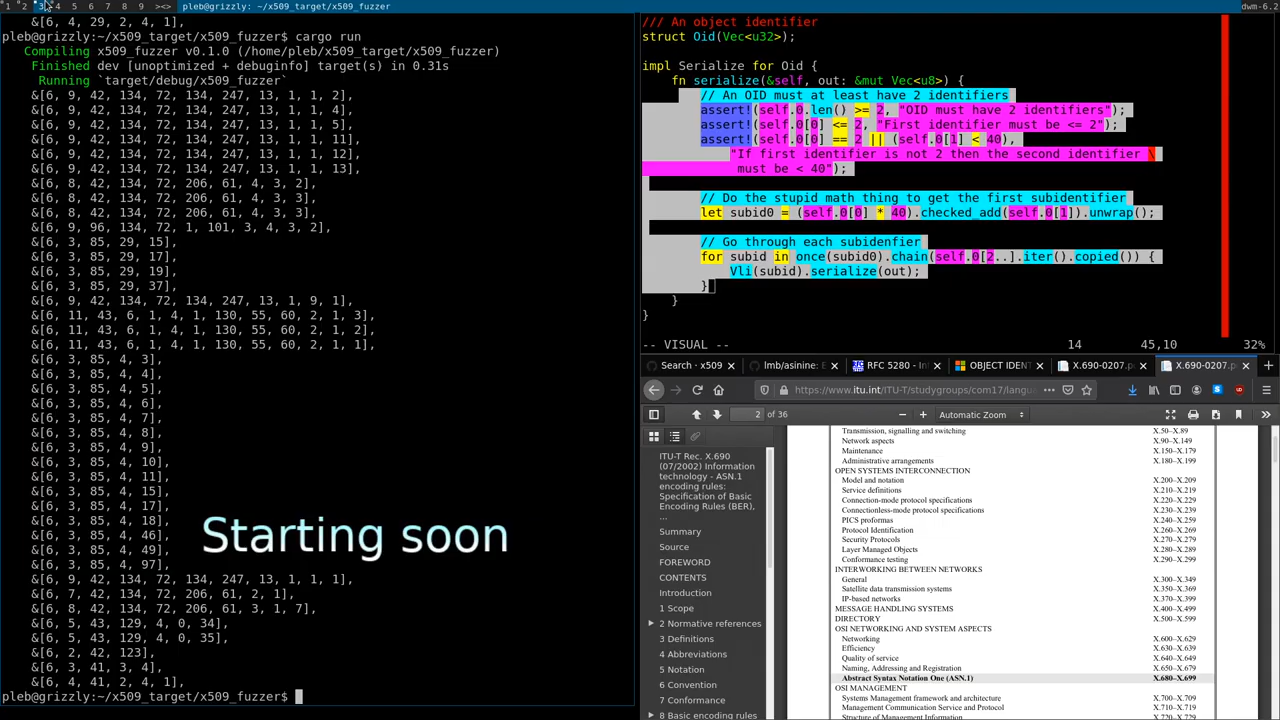 1 2 3 4 5 6 7 8 9 ><> pleb@grizzly: ~/x509_target/x509_fuzzer dwm-6.2
&[6, 4, 29, 2, 4, 1],
pleb@grizzly:~/x509_target/x509_fuzzer$ cargo run
Compiling x509_fuzzer v0.1.0 (/home/pleb/x509_target/x509_fuzzer)
Finished dev [unoptimized + debuginfo] target(s) in 0.31s
Running `target/debug/x509_fuzzer`
&[6, 9, 42, 134, 72, 134, 247, 13, 1, 1, 2],
&[6, 9, 42, 134, 72, 134, 247, 13, 1, 1, 4],
&[6, 9, 42, 134, 72, 134, 247, 13, 1, 1, 5],
&[6, 9, 42, 134, 72, 134, 247, 13, 1, 1, 11],
&[6, 9, 42, 134, 72, 134, 247, 13, 1, 1, 12],
&[6, 9, 42, 134, 72, 134, 247, 13, 1, 1, 13],
&[6, 8, 42, 134, 72, 206, 61, 4, 3, 2],
&[6, 8, 42, 134, 72, 206, 61, 4, 3, 4],
&[6, 8, 42, 134, 72, 206, 61, 4, 3, 3],
&[6, 9, 96, 134, 72, 1, 101, 3, 4, 3, 2],
&[6, 3, 85, 29, 15],
&[6, 3, 85, 29, 17],
&[6, 3, 85, 29, 19],
&[6, 3, 85, 29, 37],
&[6, 9, 42, 134, 72, 134, 247, 13, 1, 9, 1],
&[6, 11, 43, 6, 1, 4, 1, 130, 55, 60, 2, 1, 3],
&[6, 11, 43, 6, 1, 4, 1, 130, 55, 60, 2, 1, 2],
&[6, 11, 43, 6, 1, 4, 1, 130, 55, 60, 2, 1, 1],
&[6, 3, 85, 4, 3],
&[6, 3, 85, 4, 4],
&[6, 3, 85, 4, 5],
&[6, 3, 85, 4, 6],
&[6, 3, 85, 4, 7],
&[6, 3, 85, 4, 8],
&[6, 3, 85, 4, 9],
&[6, 3, 85, 4, 10],
&[6, 3, 85, 4, 11],
&[6, 3, 85, 4, 15],
&[6, 3, 85, 4, 17],
&[6, 3, 85, 4, 18],
&[6, 3, 85, 4, 46],
&[6, 3, 85, 4, 49],
&[6, 3, 85, 4, 37],
&[6, 9, 42, 134, 72, 134, 247, 13, 1, 1, 1],
&[6, 7, 42, 134, 72, 206, 61, 2, 1],
&[6, 8, 42, 134, 72, 206, 61, 3, 1, 7],
&[6, 5, 43, 129, 4, 0, 34],
&[6, 5, 43, 129, 4, 0, 35],
&[6, 2, 42, 123],
&[6, 3, 41, 3, 4],
&[6, 4, 41, 2, 4, 1],
pleb@grizzly:~/x509_target/x509_fuzzer$
Starting soon
/// An object identifier
struct Oid(Vec<u32>);
impl Serialize for Oid {
fn serialize(&self, out: &mut Vec<u8>) {
// An OID must at least have 2 identifiers
assert!(self.0.len() >= 2, "OID must have 2 identifiers");
assert!(self.0[0] <= 2, "First identifier must be <= 2");
assert!(self.0[0] == 2 || (self.0[1] < 40),
"If first identifier is not 2 then the second identifier \
must be < 40");
// Do the stupid math thing to get the first subidentifier
let subid0 = (self.0[0] * 40).checked_add(self.0[1]).unwrap();
// Go through each subidenfier
for subid in once(subid0).chain(self.0[2..].iter().copied()) {
Vli(subid).serialize(out);
}
}
}
-- VISUAL -- 14 45,10 32%
Search · x509 lmb/asinine: E RFC 5280 - In OBJECT IDENT X.690-0207.p X.690-0207.p
https://www.itu.int/ITU-T/studygroups/com17/langu
2 of 36 Automatic Zoom
ITU-T Rec. X.690
(07/2002) Information
technology - ASN.1
encoding rules:
Specification of Basic
Encoding Rules (BER),
...
Summary
Source
FOREWORD
CONTENTS
Introduction
1 Scope
2 Normative references
3 Definitions
4 Abbreviations
5 Notation
6 Convention
7 Conformance
8 Basic encoding rules
Transmission, signalling and switching X.50–X.89
Network aspects X.90–X.149
Maintenance X.150–X.179
Administrative arrangements X.180–X.199
OPEN SYSTEMS INTERCONNECTION
Model and notation X.200–X.209
Service definitions X.210–X.219
Connection-mode protocol specifications X.220–X.229
Connectionless-mode protocol specifications X.230–X.239
PICS proformas X.240–X.259
Protocol Identification X.260–X.269
Security Protocols X.270–X.279
Layer Managed Objects X.280–X.289
Conformance testing X.290–X.299
INTERWORKING BETWEEN NETWORKS
General X.300–X.349
Satellite data transmission systems X.350–X.369
IP-based networks X.370–X.399
MESSAGE HANDLING SYSTEMS X.400–X.499
DIRECTORY X.500–X.599
OSI NETWORKING AND SYSTEM ASPECTS
Networking X.600–X.629
Efficiency X.630–X.639
Quality of service X.640–X.649
Naming, Addressing and Registration X.650–X.679
Abstract Syntax Notation One (ASN.1) X.680–X.699
OSI MANAGEMENT
Systems Management framework and architecture X.700–X.709
Management Communication Service and Protocol X.710–X.719
Structure of Management Information X.720–X.729